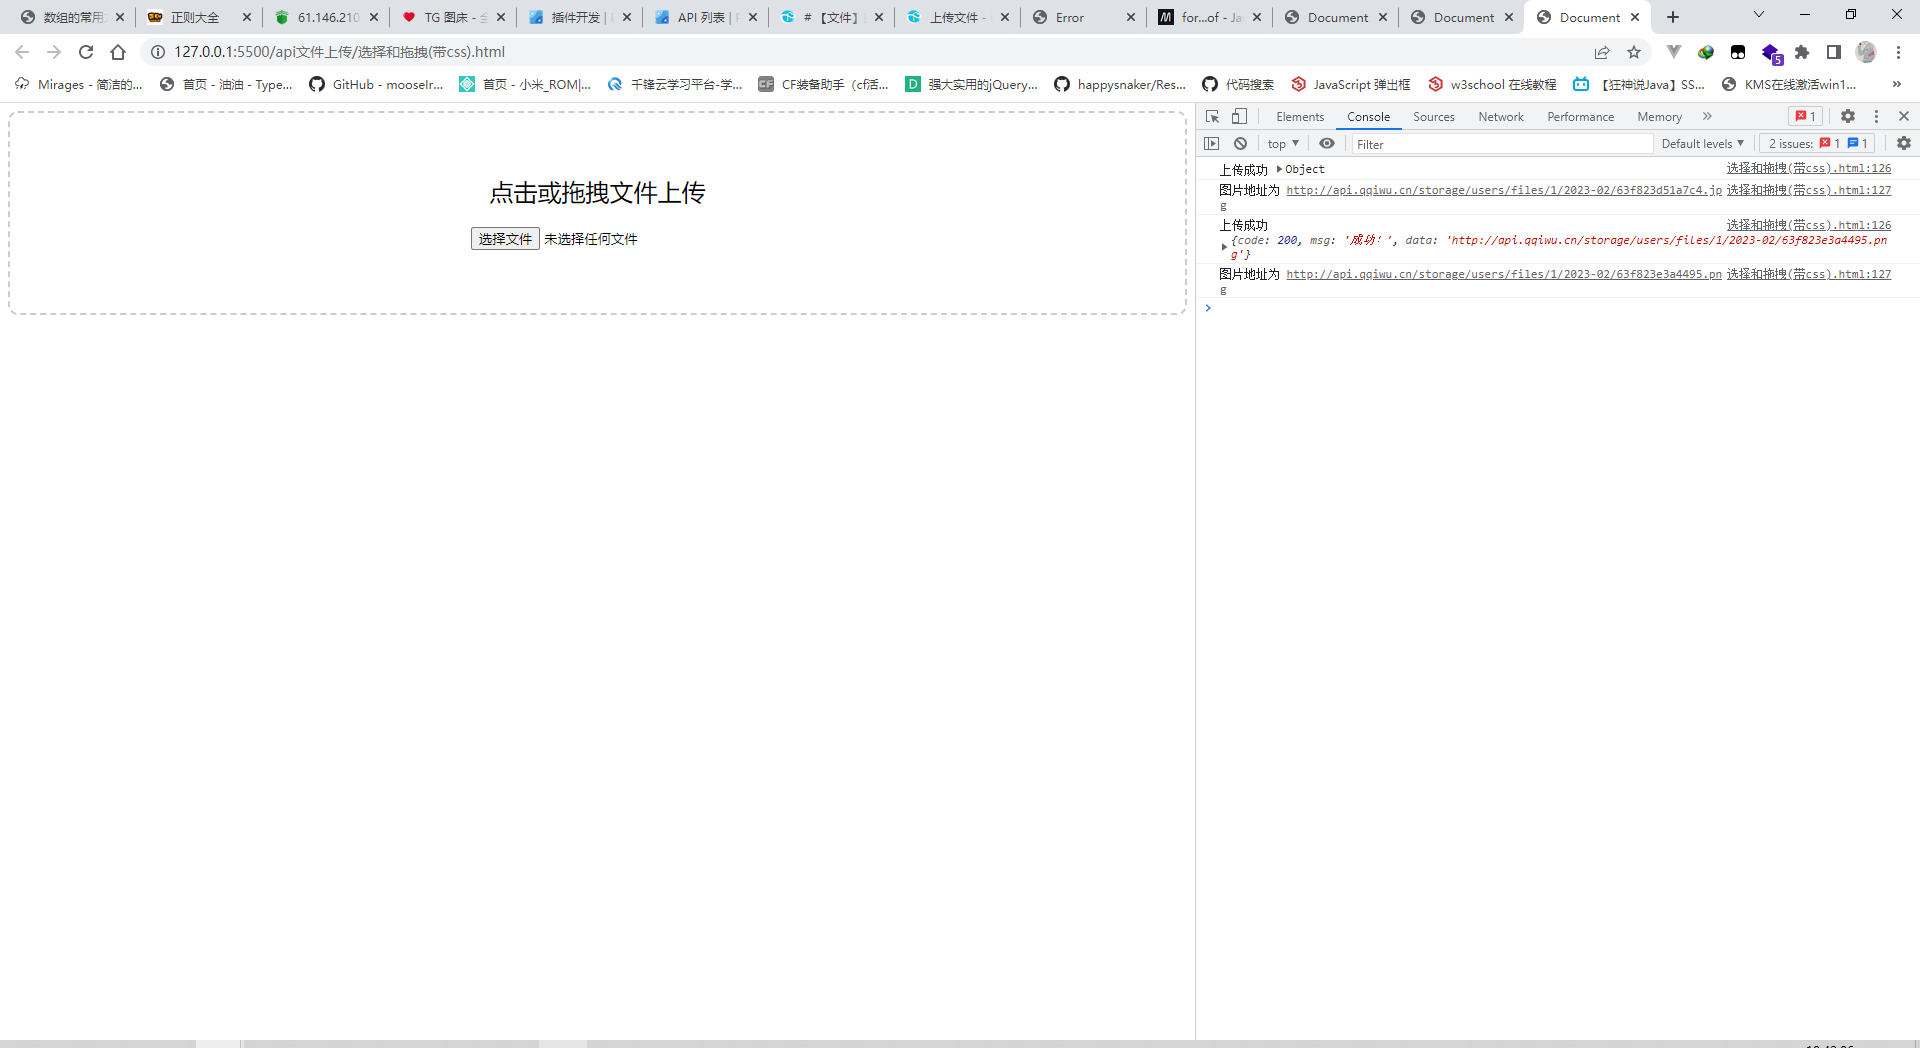 数组的常用
正则大全
61.146.210
TG 图床 - 全
插件开发 |
API 列表 |
# 【文件】
上传文件 -
Error
for...of - Ja
Document
Document
Document
127.0.0.1:5500/api文件上传/选择和拖拽(带css).html
5
Mirages - 简洁的...
首页 - 油油 - Type...
GitHub - mooselr...
首页 - 小米_ROM|...
千锋云学习平台-学...
CF装备助手（cf活...
强大实用的jQuery...
happysnaker/Res...
代码搜索
JavaScript 弹出框
w3school 在线教程
【狂神说Java】SS...
KMS在线激活win1...
»
点击或拖拽文件上传
选择文件 未选择任何文件
Elements Console Sources Network Performance Memory » 1
top Filter Default levels 2 issues: 1 1
上传成功 Object 选择和拖拽(带css).html:126
图片地址为 http://api.qqiwu.cn/storage/users/files/1/2023-02/63f823d51a7c4.jp 选择和拖拽(带css).html:127
g
上传成功 选择和拖拽(带css).html:126
{code: 200, msg: '成功!', data: 'http://api.qqiwu.cn/storage/users/files/1/2023-02/63f823e3a4495.pn
g'}
图片地址为 http://api.qqiwu.cn/storage/users/files/1/2023-02/63f823e3a4495.pn 选择和拖拽(带css).html:127
g